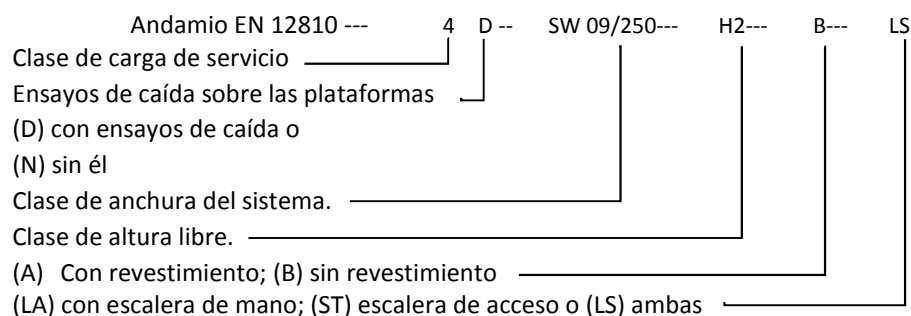 Andamio EN 12810 --- 4 D -- SW 09/250--- H2--- B--- LS
Clase de carga de servicio
Ensayos de caída sobre las plataformas
(D) con ensayos de caída o
(N) sin él
Clase de anchura del sistema.
Clase de altura libre.
(A) Con revestimiento; (B) sin revestimiento
(LA) con escalera de mano; (ST) escalera de acceso o (LS) ambas